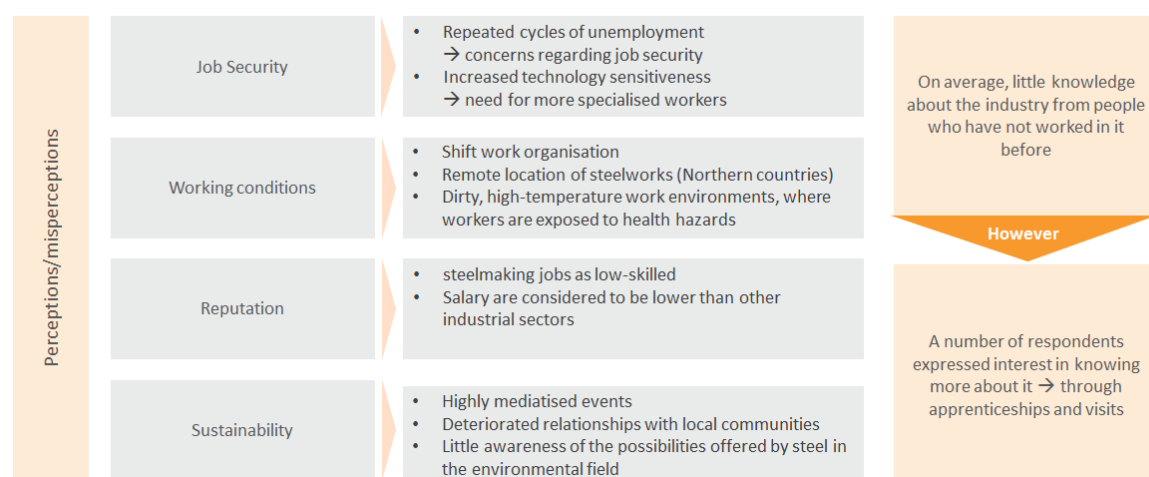 Perceptions/misperceptions
Job Security
• Repeated cycles of unemployment
→ concerns regarding job security
• Increased technology sensitiveness
→ need for more specialised workers
Working conditions
• Shift work organisation
• Remote location of steelworks (Northern countries)
• Dirty, high-temperature work environments, where
workers are exposed to health hazards
Reputation
• steelmaking jobs as low-skilled
• Salary are considered to be lower than other
industrial sectors
Sustainability
• Highly mediatised events
• Deteriorated relationships with local communities
• Little awareness of the possibilities offered by steel in
the environmental field
On average, little knowledge
about the industry from people
who have not worked in it
before
However
A number of respondents
expressed interest in knowing
more about it → through
apprenticeships and visits